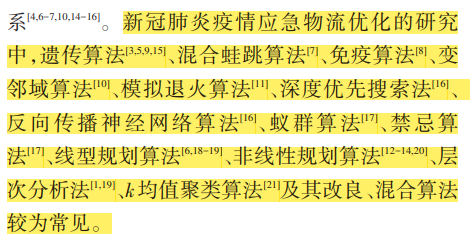 系[4,6-7,10,14-16]。新冠肺炎疫情应急物流优化的研究
中,遗传算法[3,5,9,15]、混合蛙跳算法[7]、免疫算法[8]、变
邻域算法[10]、模拟退火算法[11]、深度优先搜索法[16]、
反向传播神经网络算法[16]、蚁群算法[17]、禁忌算
法[17]、线型规划算法[6,18-19]、非线性规划算法[12-14,20]、层
次分析法[1,19]、k均值聚类算法[21]及其改良、混合算法
较为常见。